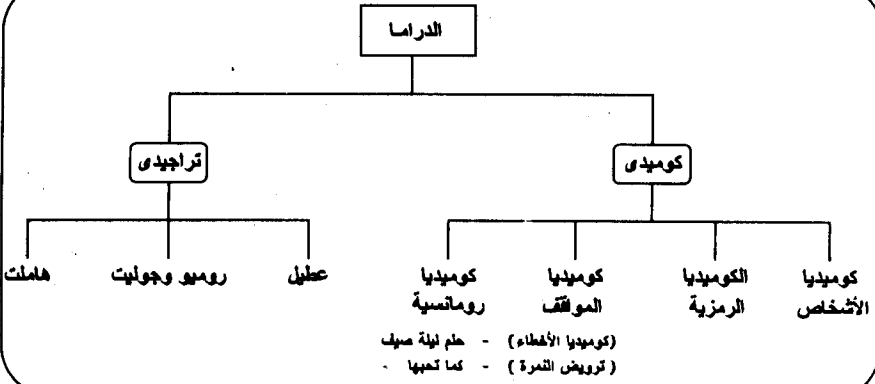 الدراما
كوميدى
تراجيدى
كوميديا
الأشخاص
الكوميديا
الرمزية
كوميديا
المواقف
كوميديا
رومانسية
عطيل
روميو وجوليت
هاملت
(كوميديا الأخطاء) - حلم ليلة صيف
(ترويض النمرة) - كما تحبها -